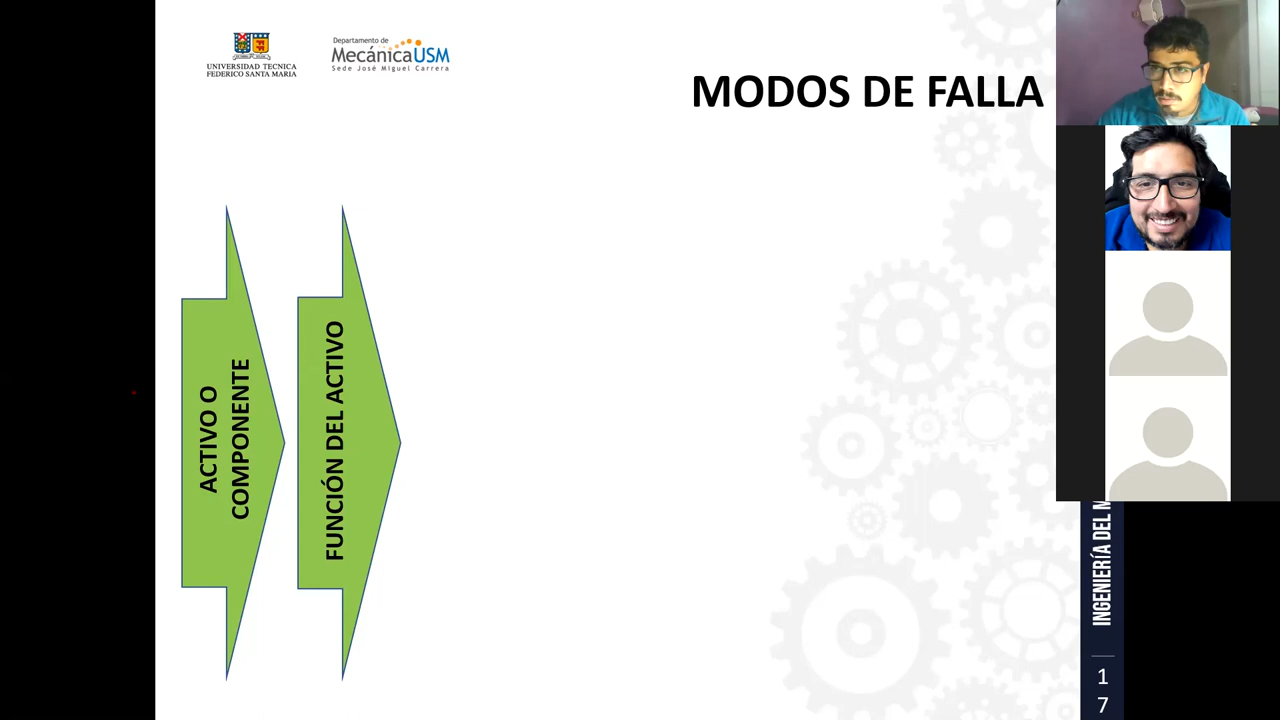 UNIVERSIDAD TECNICA
FEDERICO SANTA MARIA
Departamento de
MecánicaUSM
Sede José Miguel Carrera
MODOS DE FALLA
ACTIVO O
COMPONENTE
FUNCIÓN DEL ACTIVO
INGENIERÍA DEL
1
7